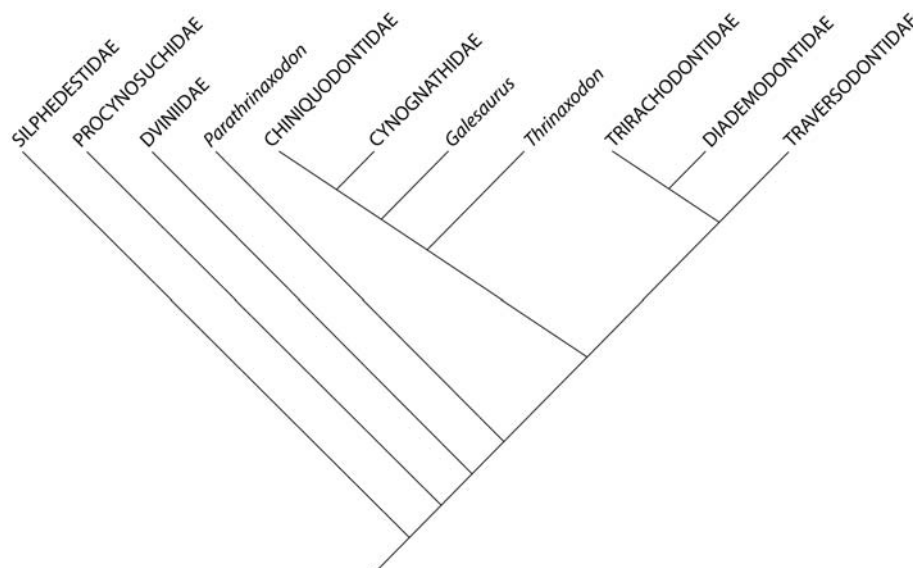 SILPHEDESTIDAE
PROCYNOSUCHIDAE
DVINIIDAE
Parathrinaxodon
CHINIQUODONTIDAE
CYNOGNATHIDAE
Galesaurus
Thrinaxodon
TRIRACHODONTIDAE
DIADEMODONTIDAE
TRAVERSODONTIDAE